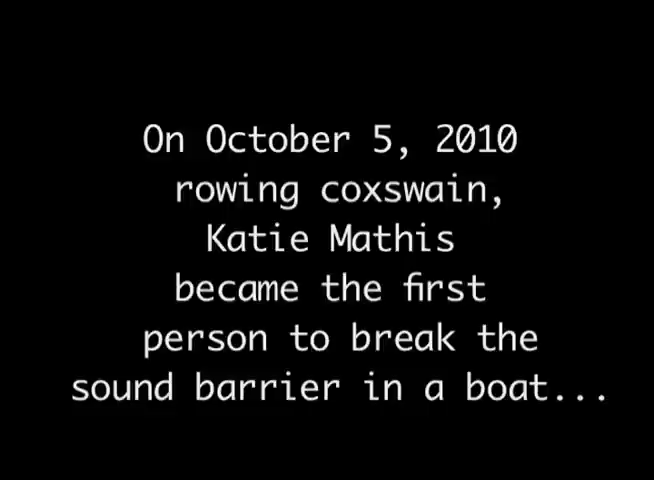 On October 5, 2010
rowing coxswain,
Katie Mathis
became the first
person to break the
sound barrier in a boat...